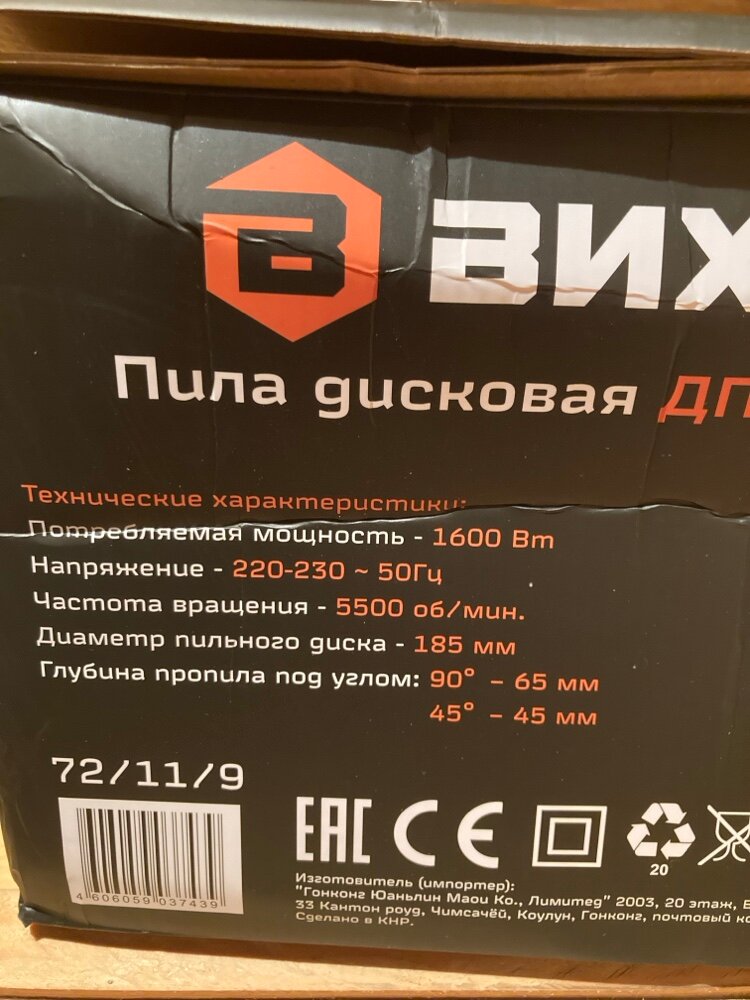 В ВИХ
Пила дисковая ДП
Технические характеристики:
Потребляемая мощность - 1600 Вт
Напряжение - 220-230 ~ 50Гц
Частота вращения - 5500 об/мин.
Диаметр пильного диска - 185 мм
Глубина пропила под углом: 90° – 65 мм
45° – 45 мм
72/11/9
4 606059 037439
EAC CE
20
Изготовитель (импортер):
"Гонконг Юаньлин Маои Ко., Лимитед" 2003, 20 этаж,
33 Кантон роуд, Чимсачёй, Коулун, Гонконг, почтовый
Сделано в КНР.